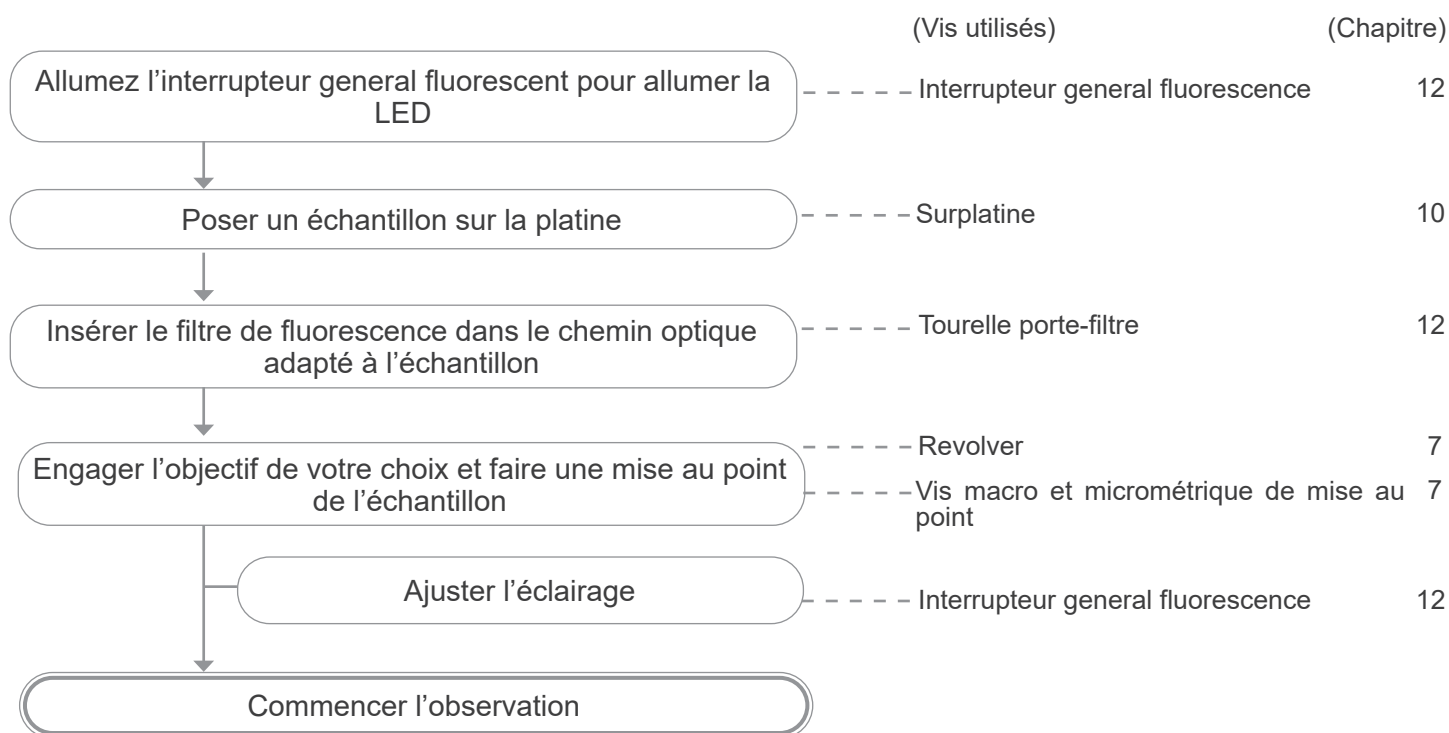 (Vis utilisés) (Chapitre)
Allumez l’interrupteur general fluorescent pour allumer la
LED
Interrupteur general fluorescence 12
Poser un échantillon sur la platine
Surplatine 10
Insérer le filtre de fluorescence dans le chemin optique
adapté à l’échantillon
Tourelle porte-filtre 12
Engager l’objectif de votre choix et faire une mise au point
de l’échantillon
Revolver 7
Vis macro et micrométrique de mise au 7
point
Ajuster l’éclairage
Interrupteur general fluorescence 12
Commencer l’observation